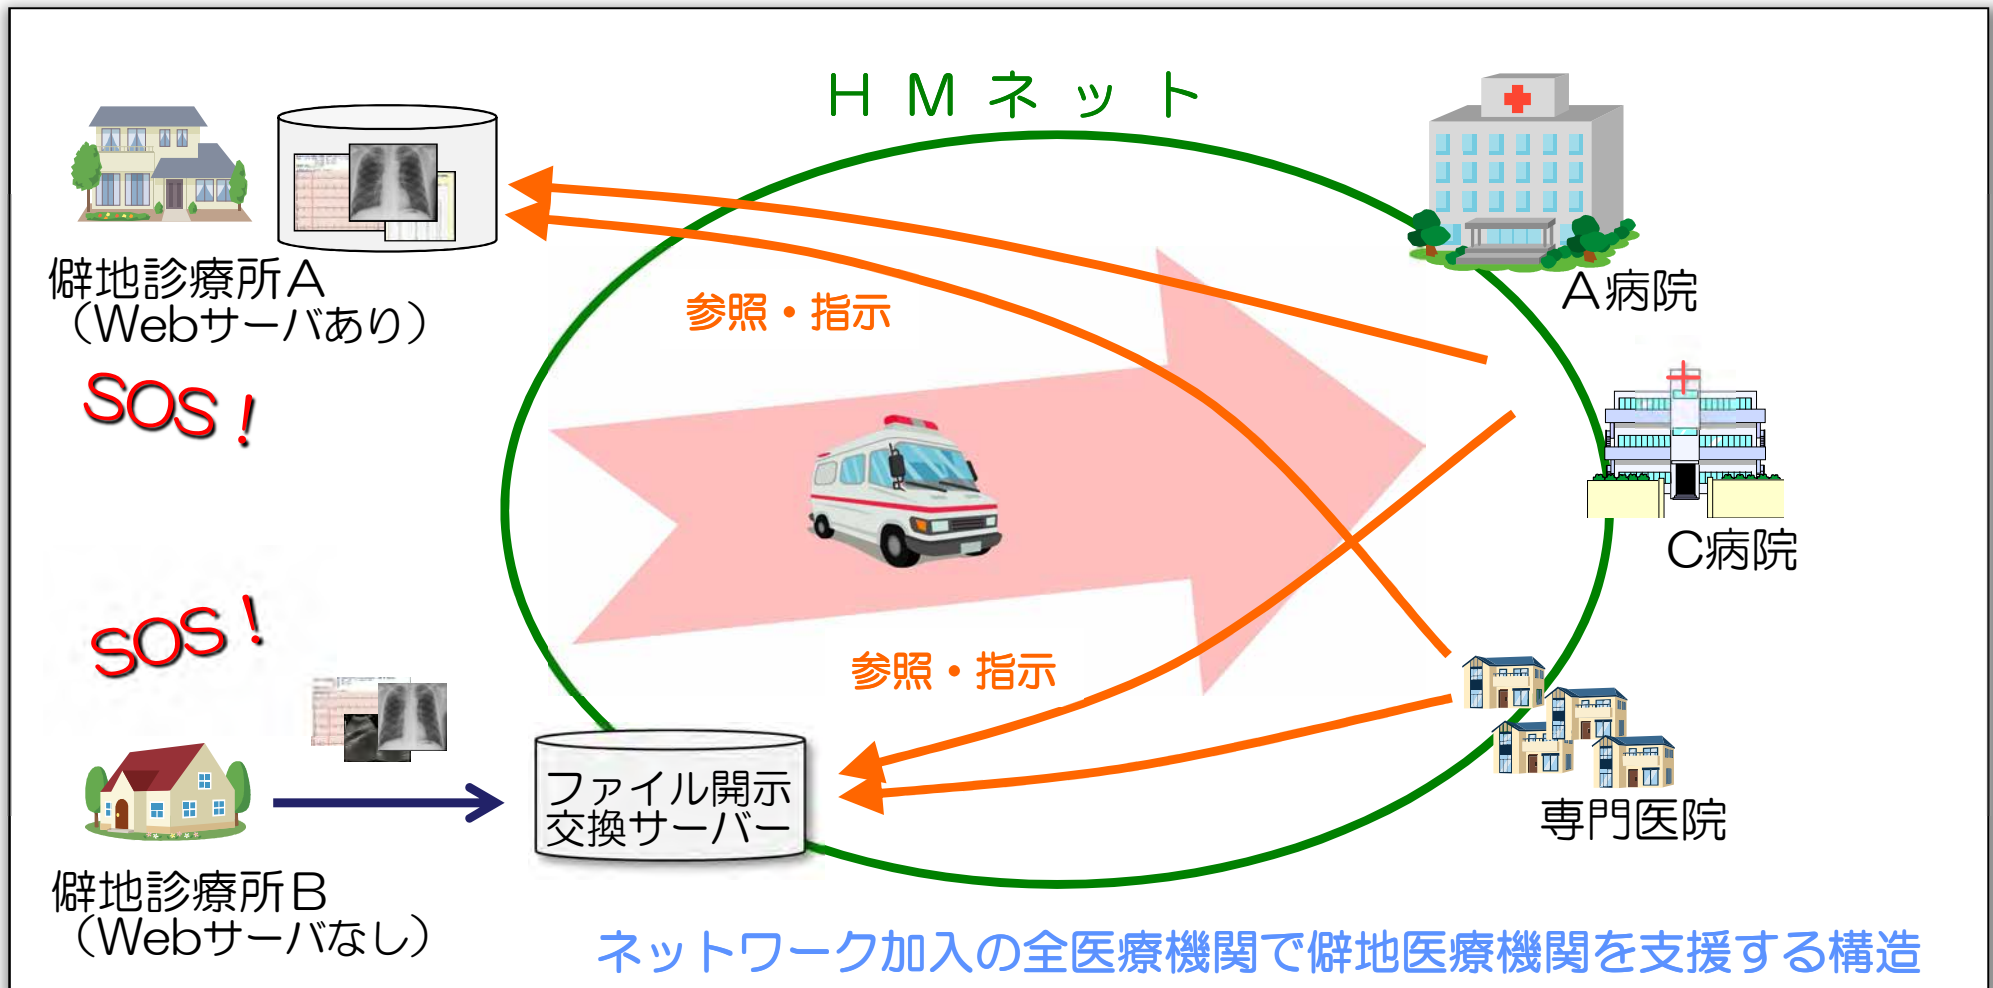 ＨＭネット
僻地診療所Ａ
（Webサーバあり）
SOS！
参照・指示
Ａ病院
C病院
SOS！
参照・指示
ファイル開示
交換サーバー
専門医院
僻地診療所Ｂ
（Webサーバなし）
ネットワーク加入の全医療機関で僻地医療機関を支援する構造